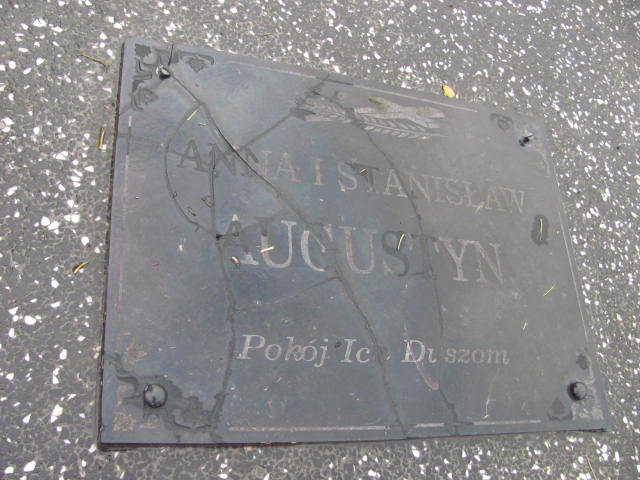 ANNA I STANISŁAW
AUGUSTYN
Pokój Ich Duszom